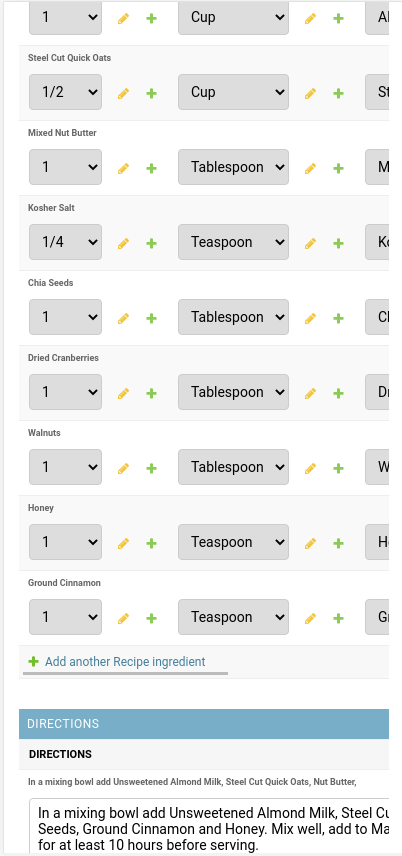 1 Cup Al
Steel Cut Quick Oats
1/2 Cup St
Mixed Nut Butter
1 Tablespoon M
Kosher Salt
1/4 Teaspoon Ko
Chia Seeds
1 Tablespoon Ch
Dried Cranberries
1 Tablespoon Dr
Walnuts
1 Tablespoon W
Honey
1 Teaspoon Ho
Ground Cinnamon
1 Teaspoon Gr
Add another Recipe ingredient
DIRECTIONS
DIRECTIONS
In a mixing bowl add Unsweetened Almond Milk, Steel Cut Quick Oats, Nut Butter,
In a mixing bowl add Unsweetened Almond Milk, Steel Cu
Seeds, Ground Cinnamon and Honey. Mix well, add to Ma
for at least 10 hours before serving.